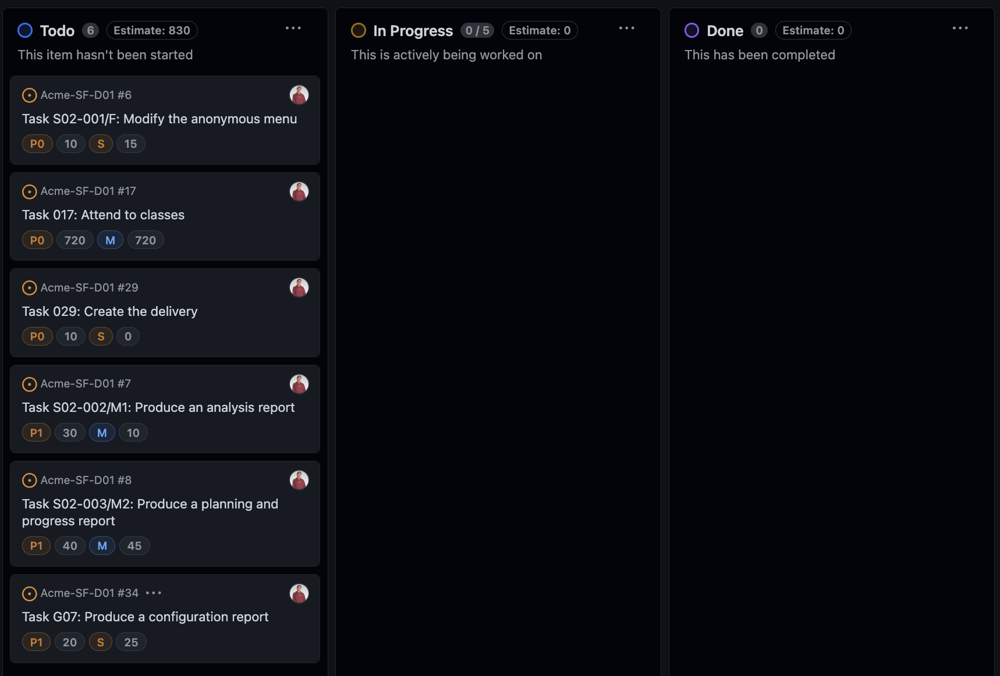 Todo 6 Estimate: 830
This item hasn't been started
Acme-SF-D01 #6
Task S02-001/F: Modify the anonymous menu
P0 10 S 15
Acme-SF-D01 #17
Task 017: Attend to classes
P0 720 M 720
Acme-SF-D01 #29
Task 029: Create the delivery
P0 10 S 0
Acme-SF-D01 #7
Task S02-002/M1: Produce an analysis report
P1 30 M 10
Acme-SF-D01 #8
Task S02-003/M2: Produce a planning and
progress report
P1 40 M 45
Acme-SF-D01 #34
Task G07: Produce a configuration report
P1 20 S 25
In Progress 0 / 5 Estimate: 0
This is actively being worked on
Done 0 Estimate: 0
This has been completed